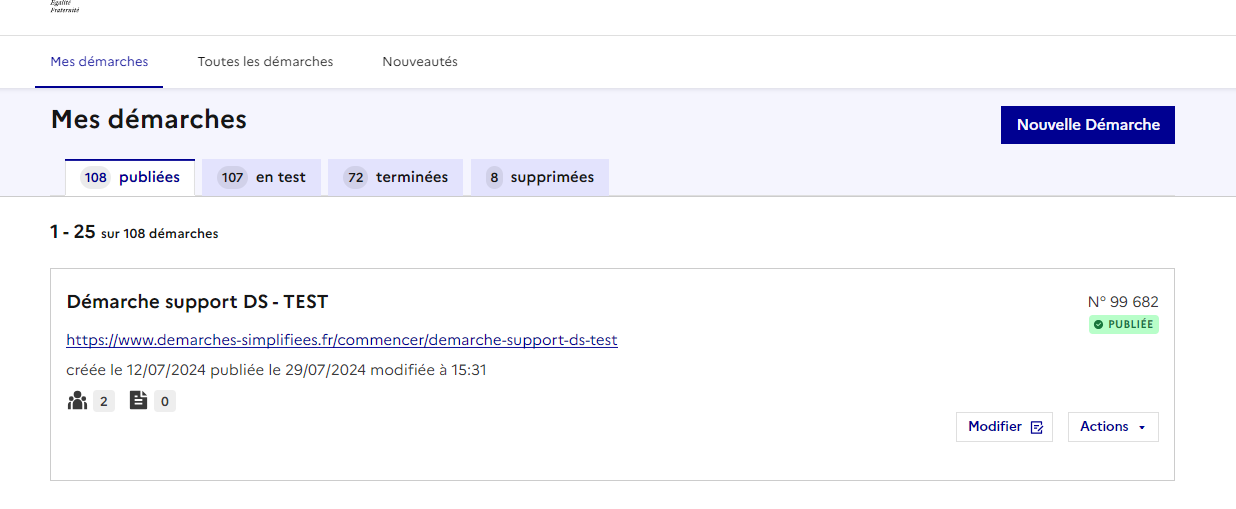 Égalité
Fraternité
Mes démarches Toutes les démarches Nouveautés
Mes démarches
Nouvelle Démarche
108 publiées 107 en test 72 terminées 8 supprimées
1 - 25 sur 108 démarches
Démarche support DS - TEST
N° 99 682
PUBLIÉE
https://www.demarches-simplifiees.fr/commencer/demarche-support-ds-test
créée le 12/07/2024 publiée le 29/07/2024 modifiée à 15:31
2 0
Modifier Actions